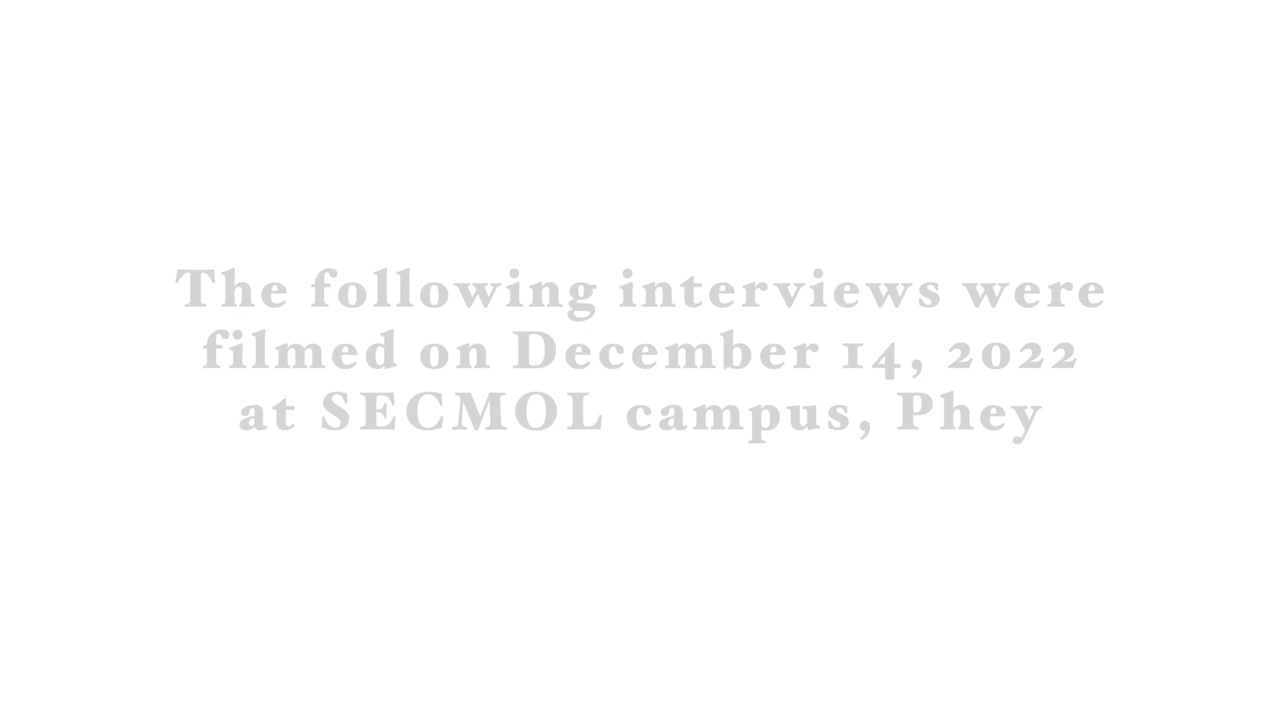 The following interviews were
filmed on December 14, 2022
at SECMOL campus, Phey